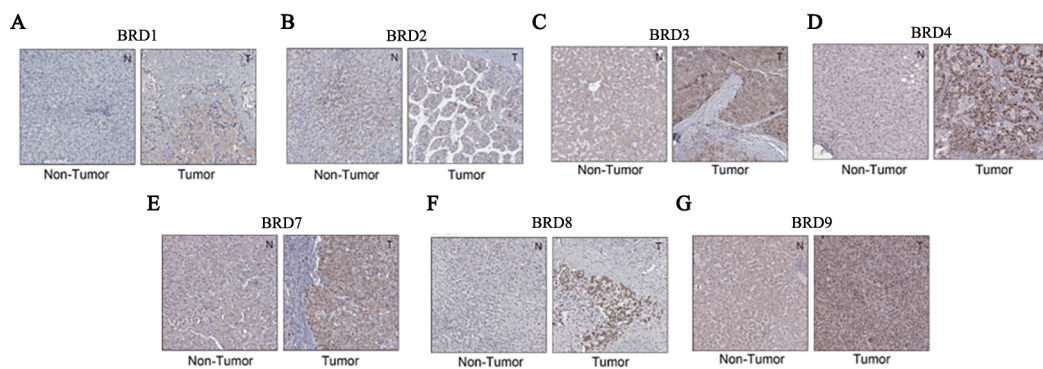 A BRD1 B BRD2 C BRD3 D BRD4
N T N T N T N T
Non-Tumor Tumor Non-Tumor Tumor Non-Tumor Tumor Non-Tumor Tumor
E BRD7 F BRD8 G BRD9
N T N T N T
Non-Tumor Tumor Non-Tumor Tumor Non-Tumor Tumor